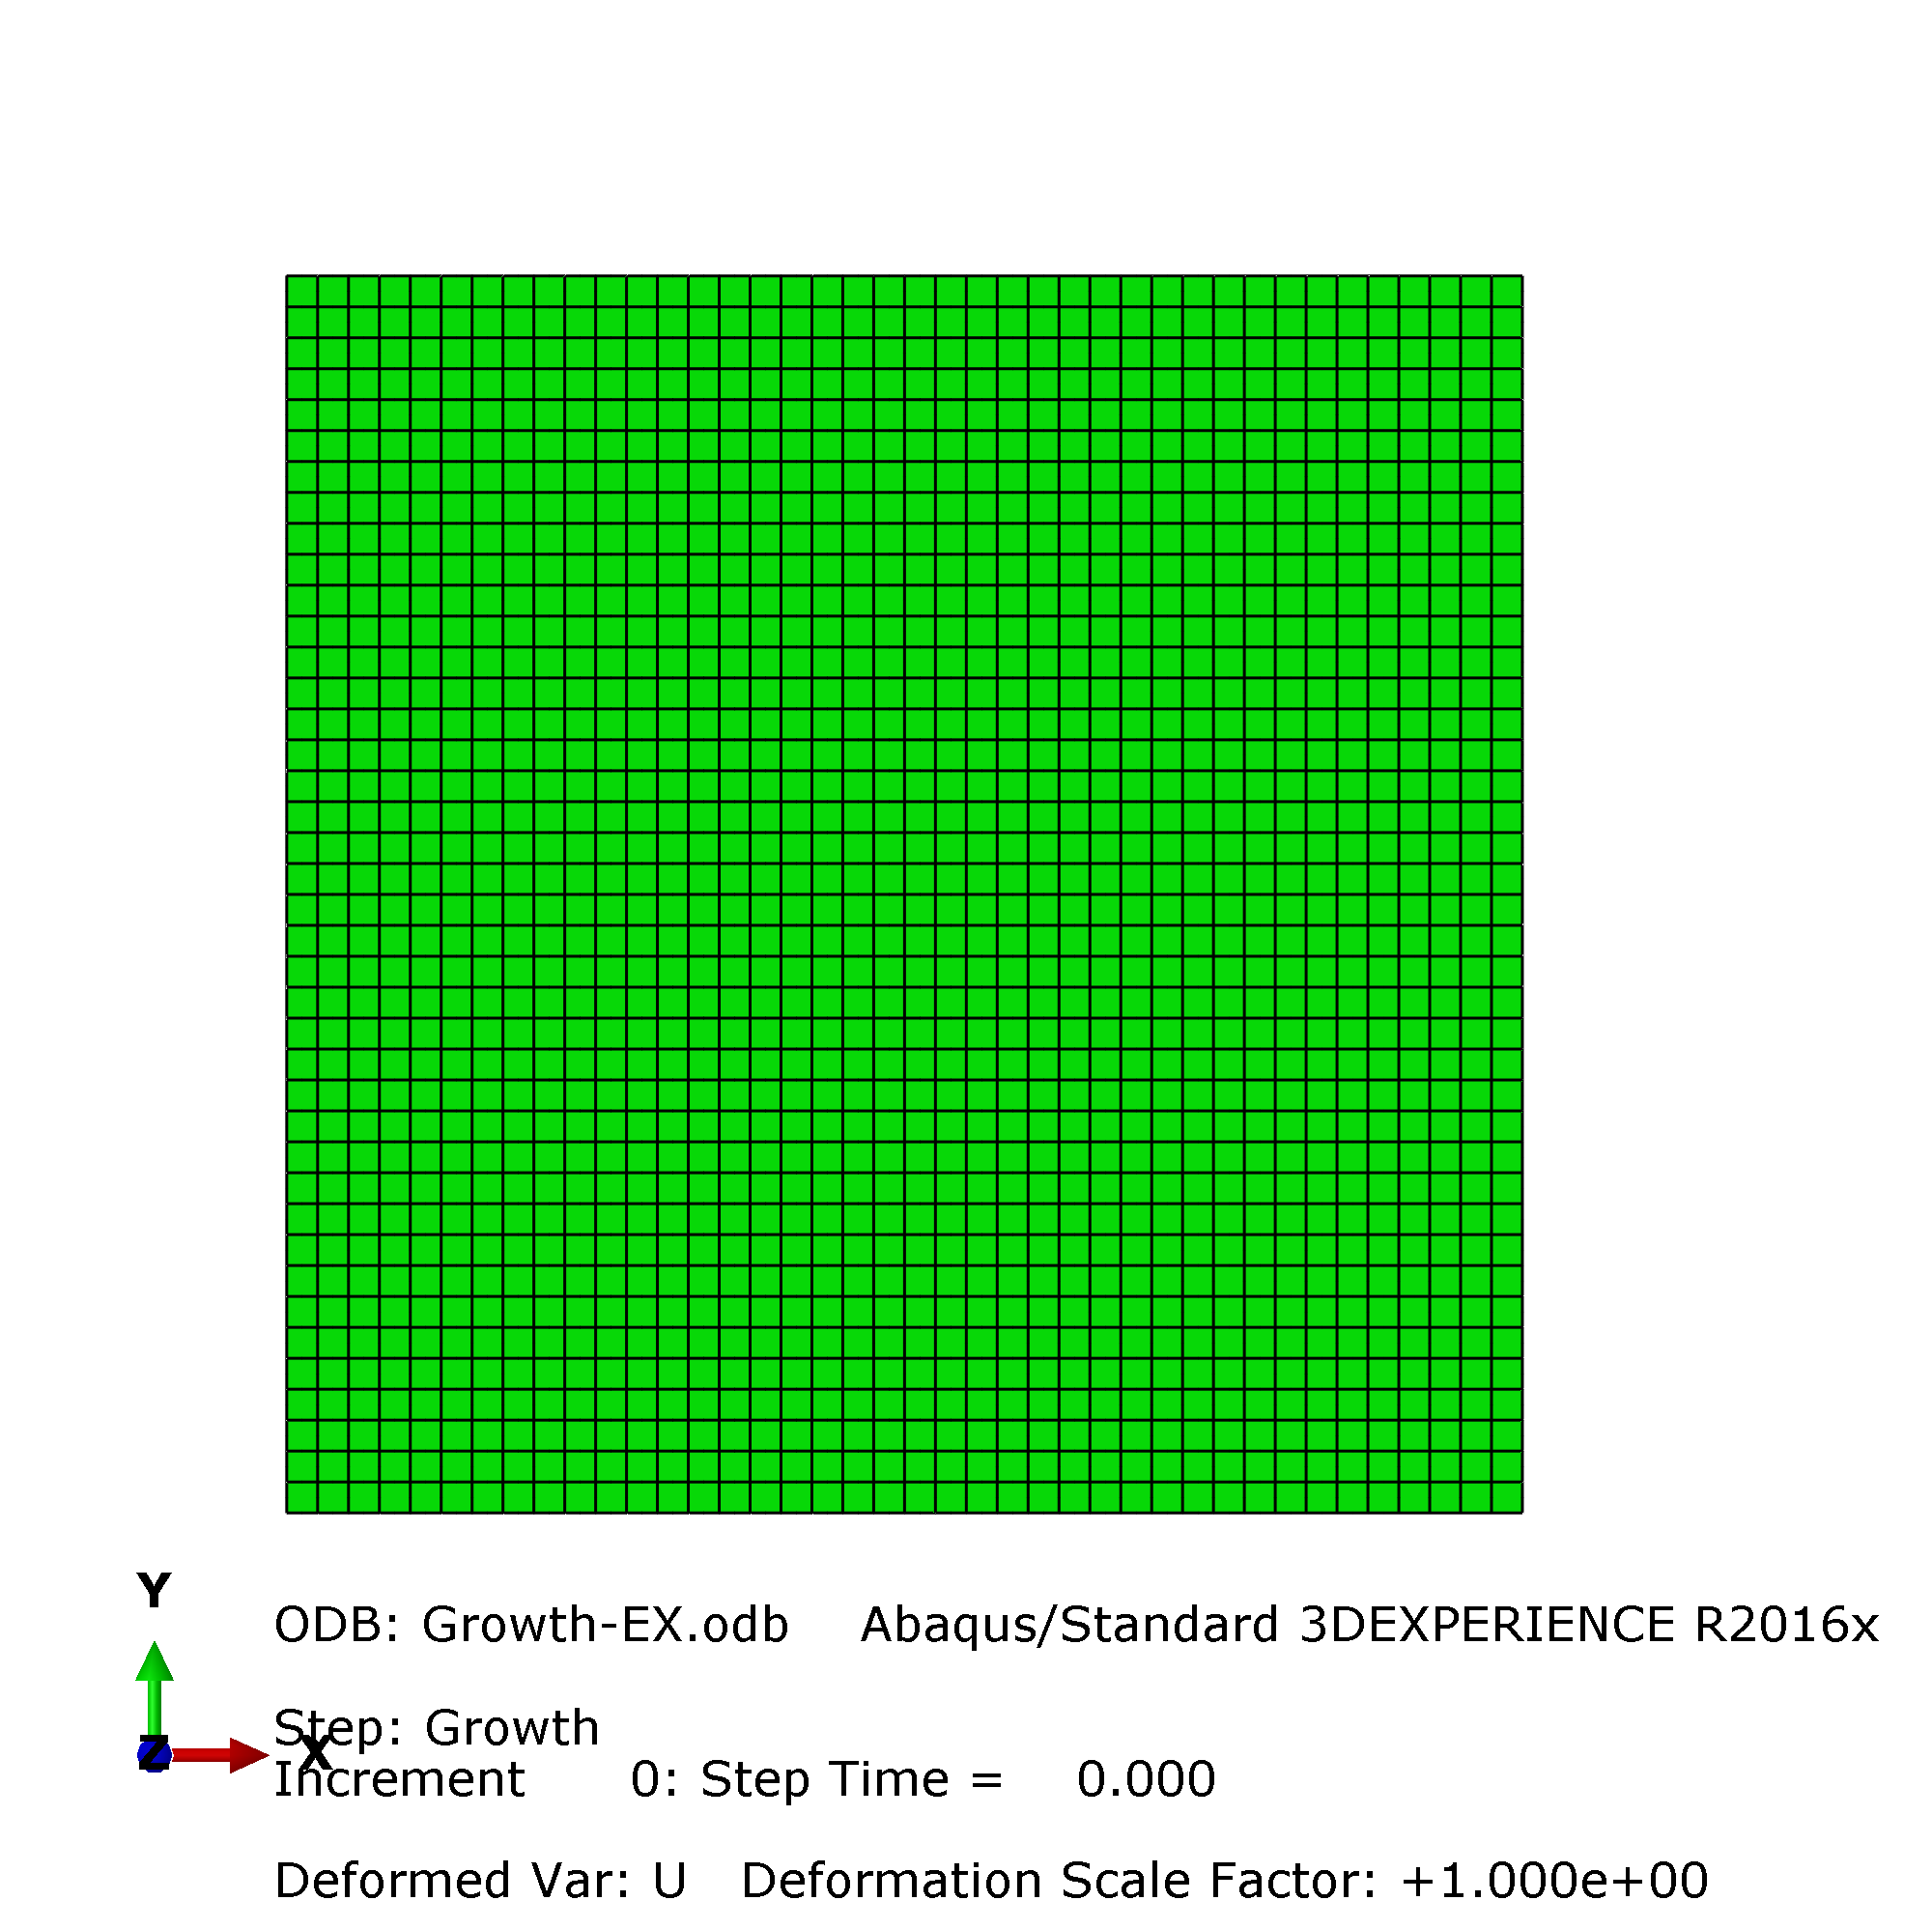 Y
ODB: Growth-EX.odb    Abaqus/Standard 3DEXPERIENCE R2016x
Step: Growth
Z X
Increment      0: Step Time =    0.000
Deformed Var: U   Deformation Scale Factor: +1.000e+00